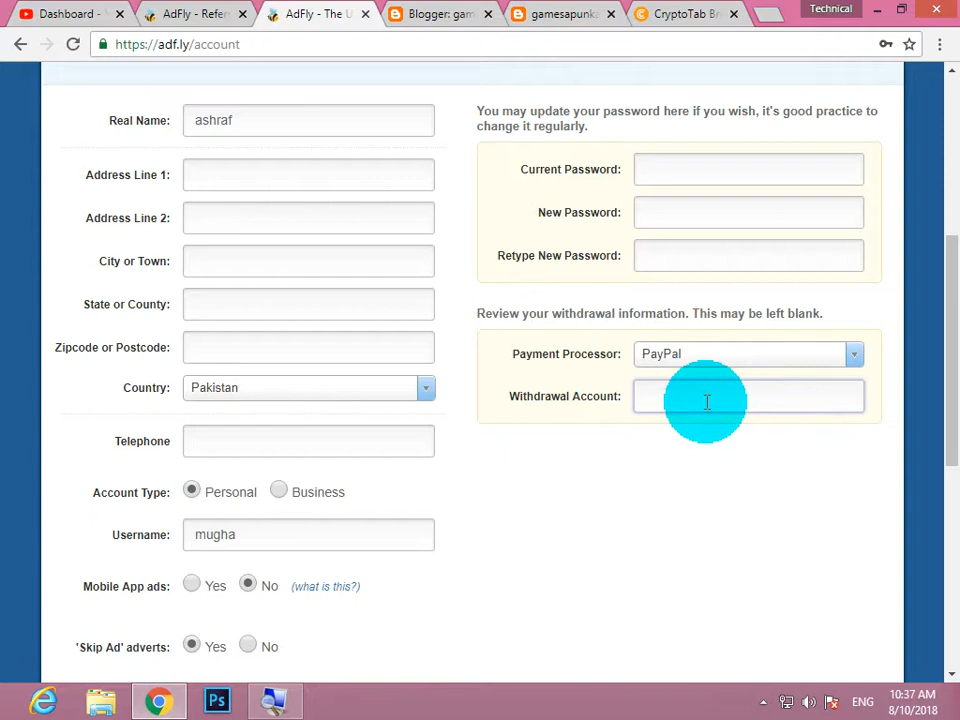 Dashboard -
AdFly - Refer
AdFly - The U
Blogger: gam
gamesapunka
CryptoTab Br
Technical
https://adf.ly/account
Real Name:
ashraf
Address Line 1:
Address Line 2:
City or Town:
State or County:
Zipcode or Postcode:
Country:
Pakistan
Telephone
Account Type:
Personal
Business
Username:
mugha
Mobile App ads:
Yes
No
(what is this?)
'Skip Ad' adverts:
Yes
No
You may update your password here if you wish, it's good practice to
change it regularly.
Current Password:
New Password:
Retype New Password:
Review your withdrawal information. This may be left blank.
Payment Processor:
PayPal
Withdrawal Account:
Ps
ENG
10:37 AM
8/10/2018